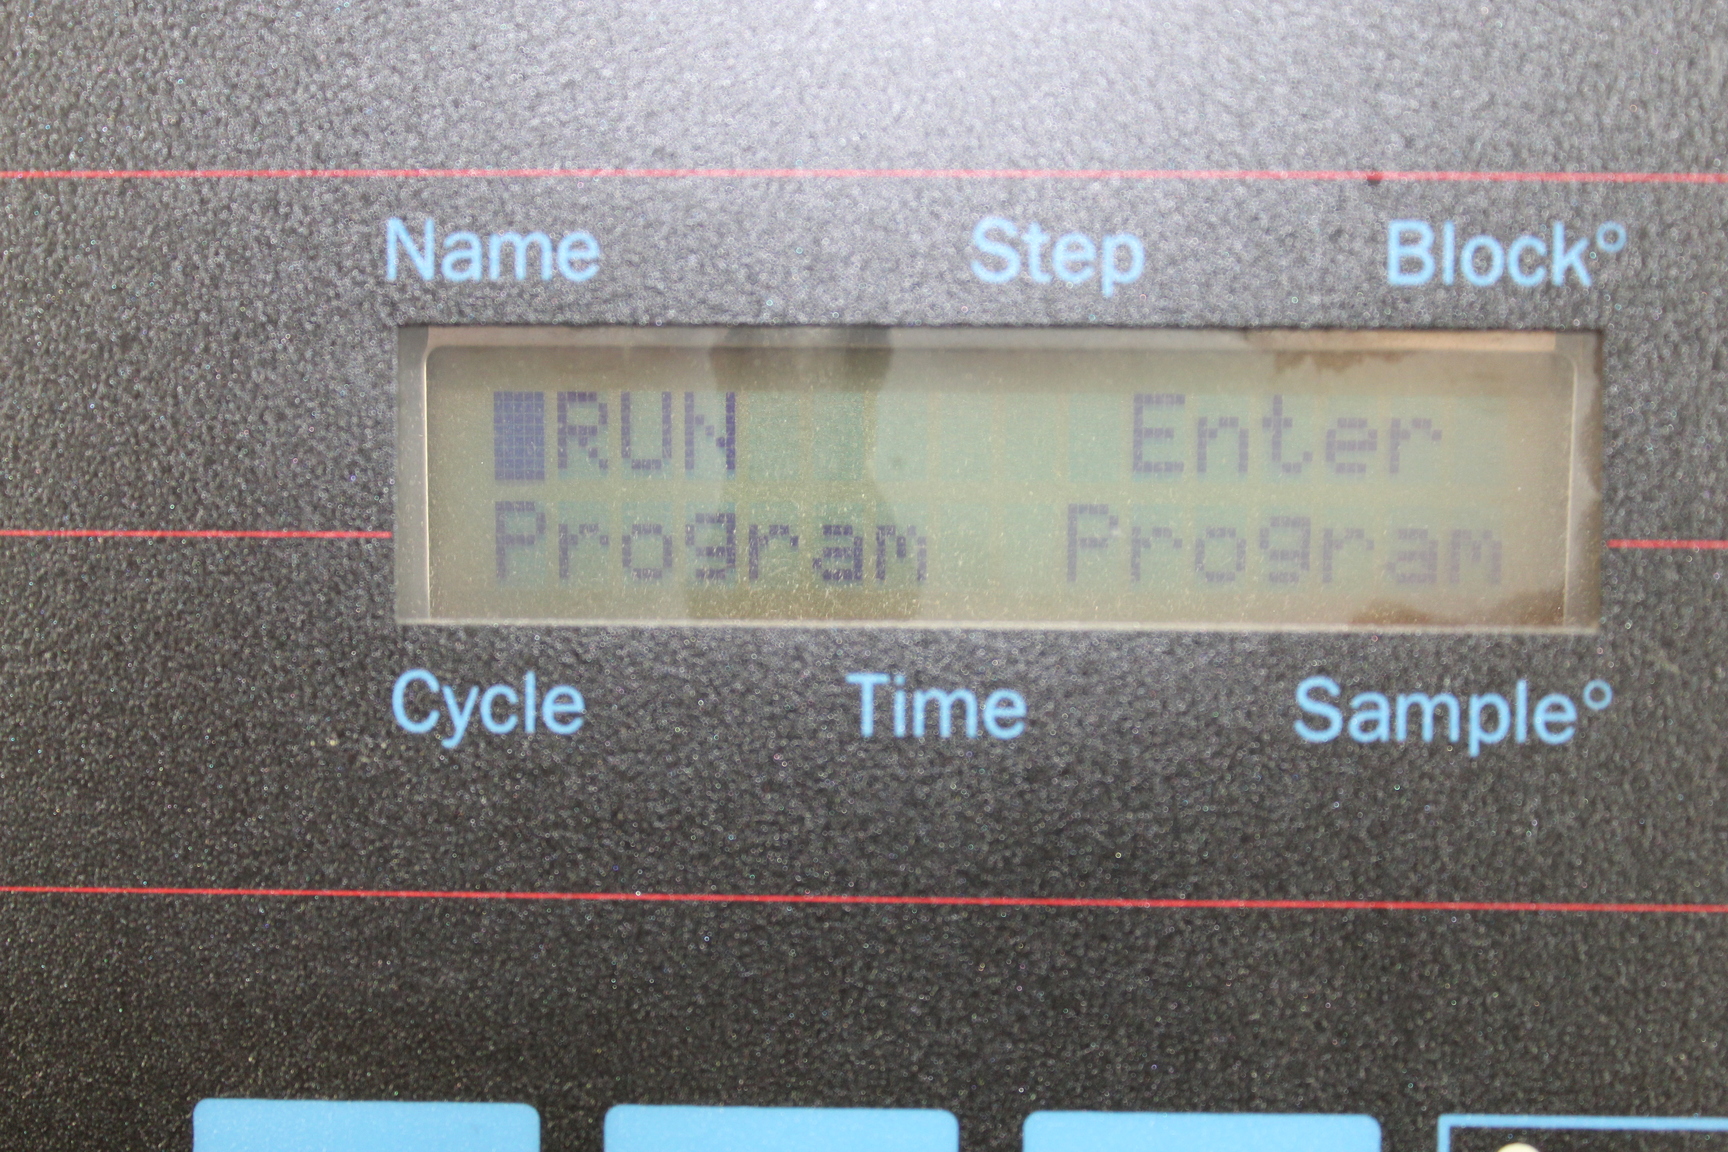 Name Step Block°
RUN Enter
Program Program
Cycle Time Sample°